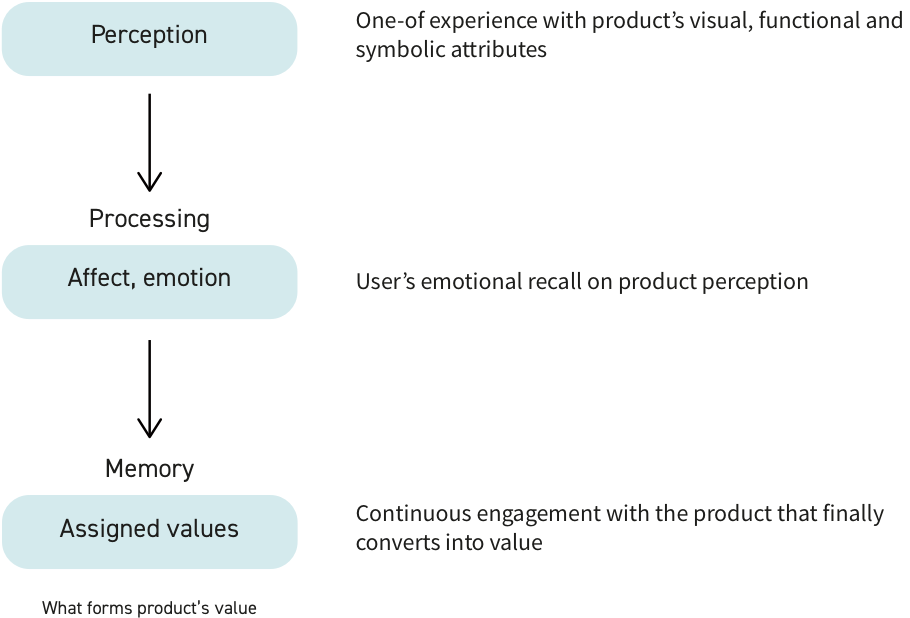 Perception
One-of experience with product's visual, functional and
symbolic attributes
Processing
Affect, emotion
User's emotional recall on product perception
Memory
Assigned values
Continuous engagement with the product that finally
converts into value
What forms product's value